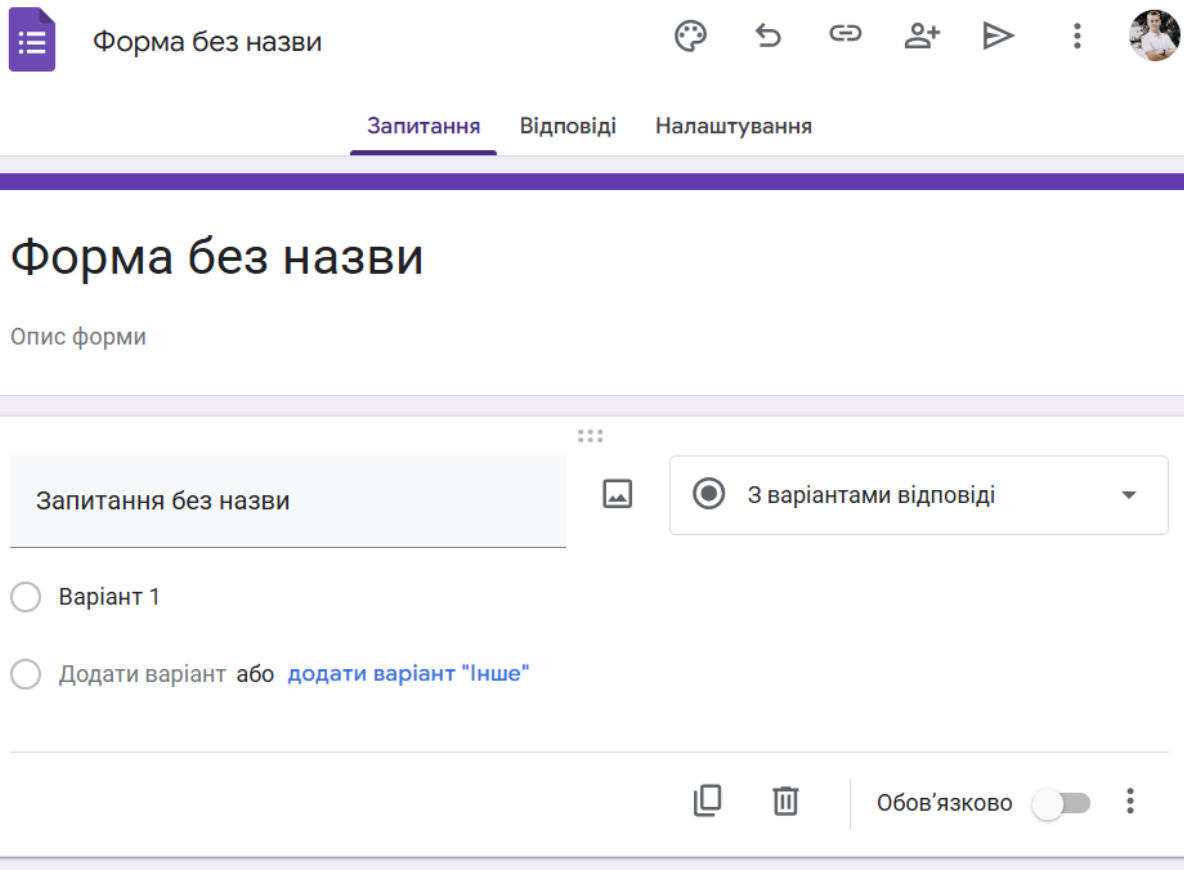 Форма без назви
Запитання Відповіді Налаштування
Форма без назви
Опис форми
Запитання без назви
З варіантами відповіді
Варіант 1
Додати варіант або додати варіант "Інше"
Обов’язково